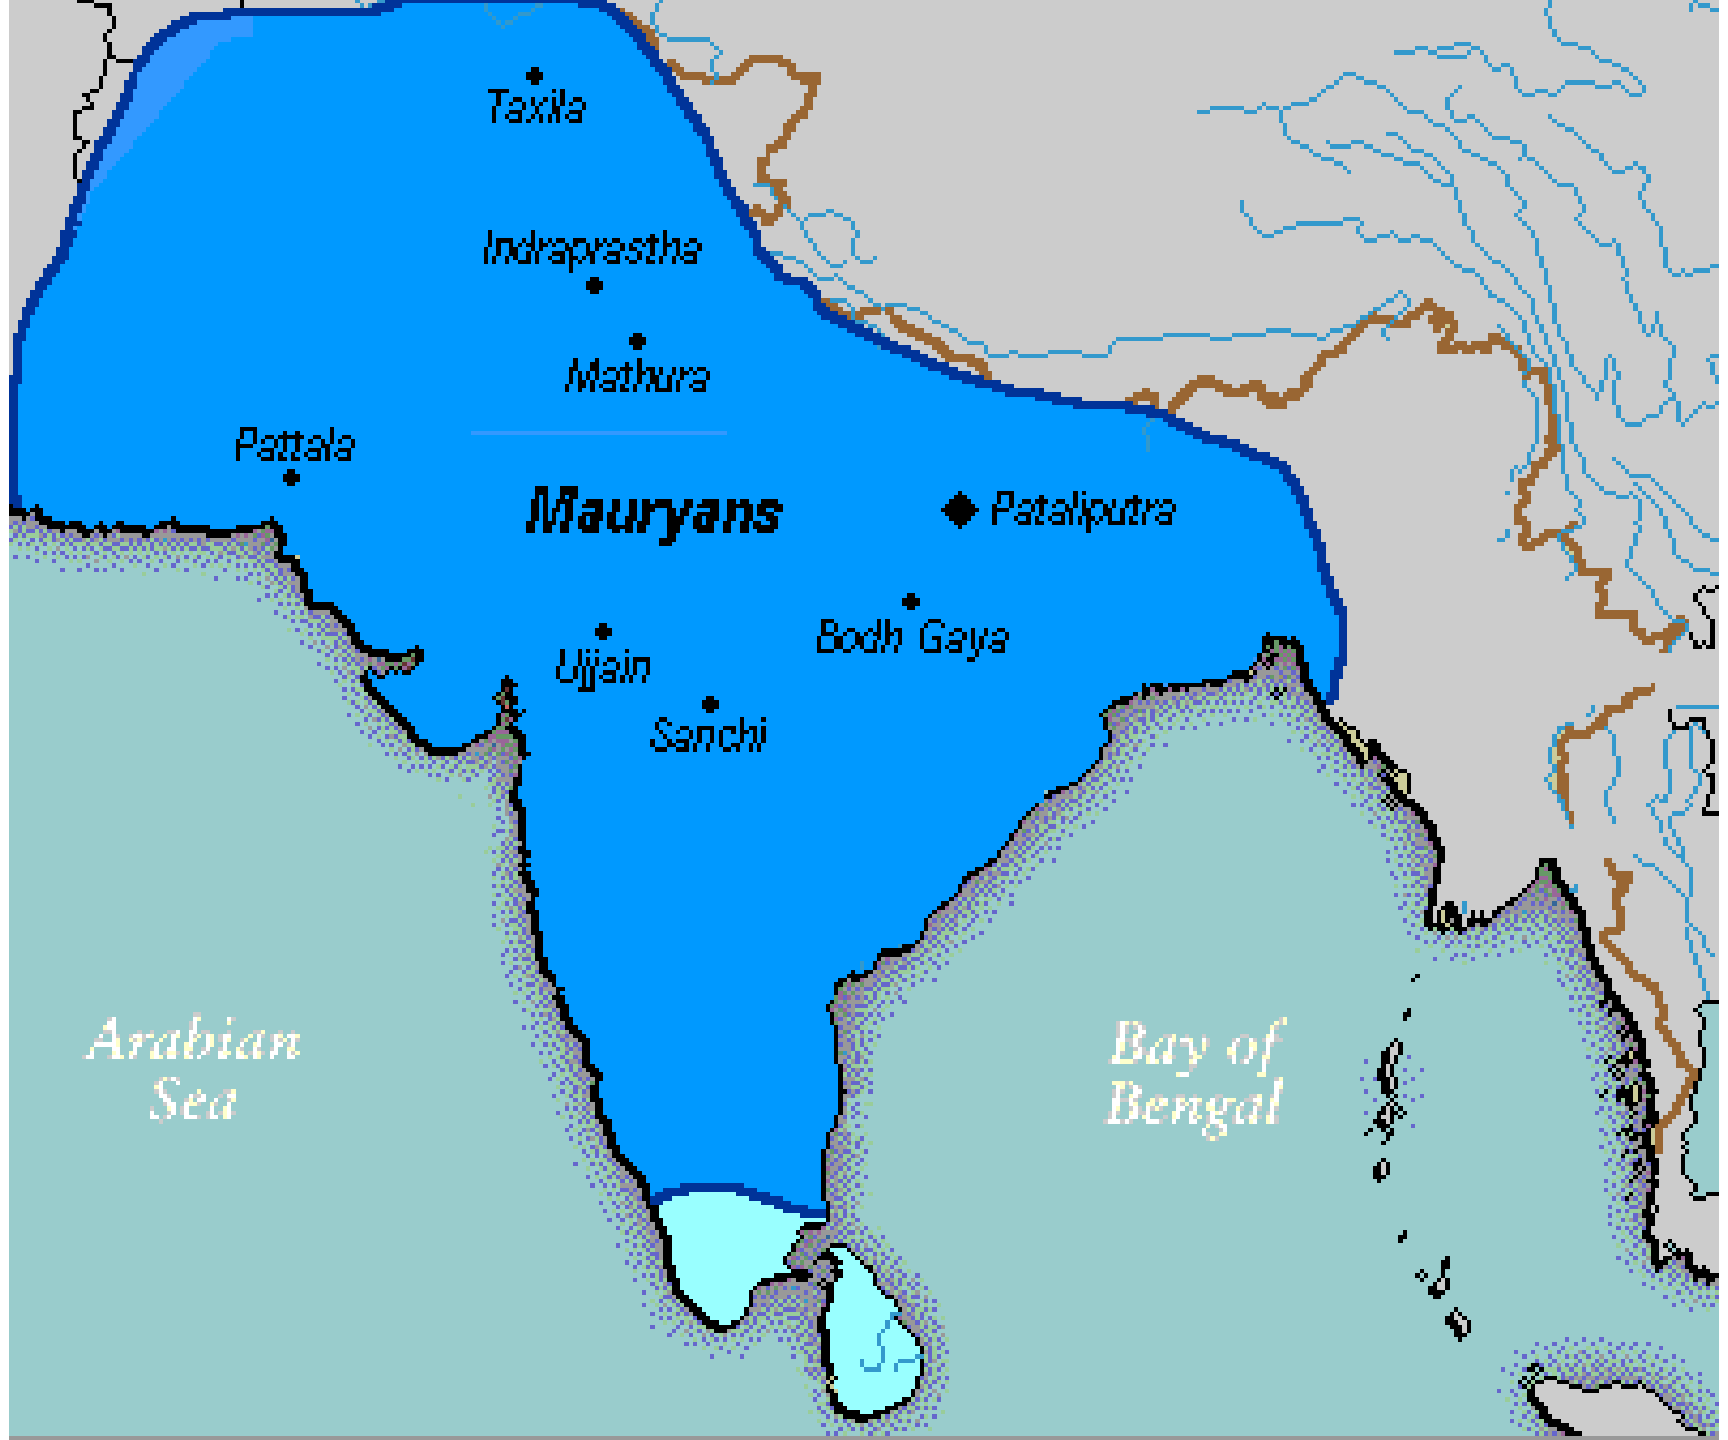 Taxila
Indraprastha
Mathura
Pattala
Mauryans
Pataliputra
Bodh Gaya
Ujjain
Sanchi
Arabian
Sea
Bay of
Bengal